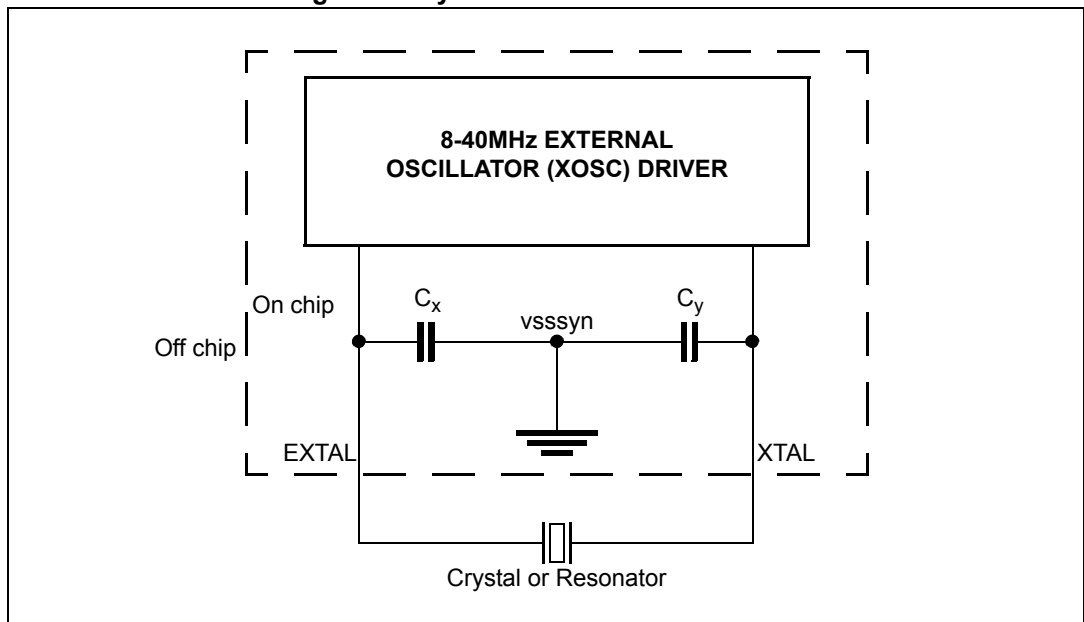 8-40MHz EXTERNAL
OSCILLATOR (XOSC) DRIVER
On chip
Cx
vsssyn
Cy
Off chip
EXTAL
XTAL
Crystal or Resonator